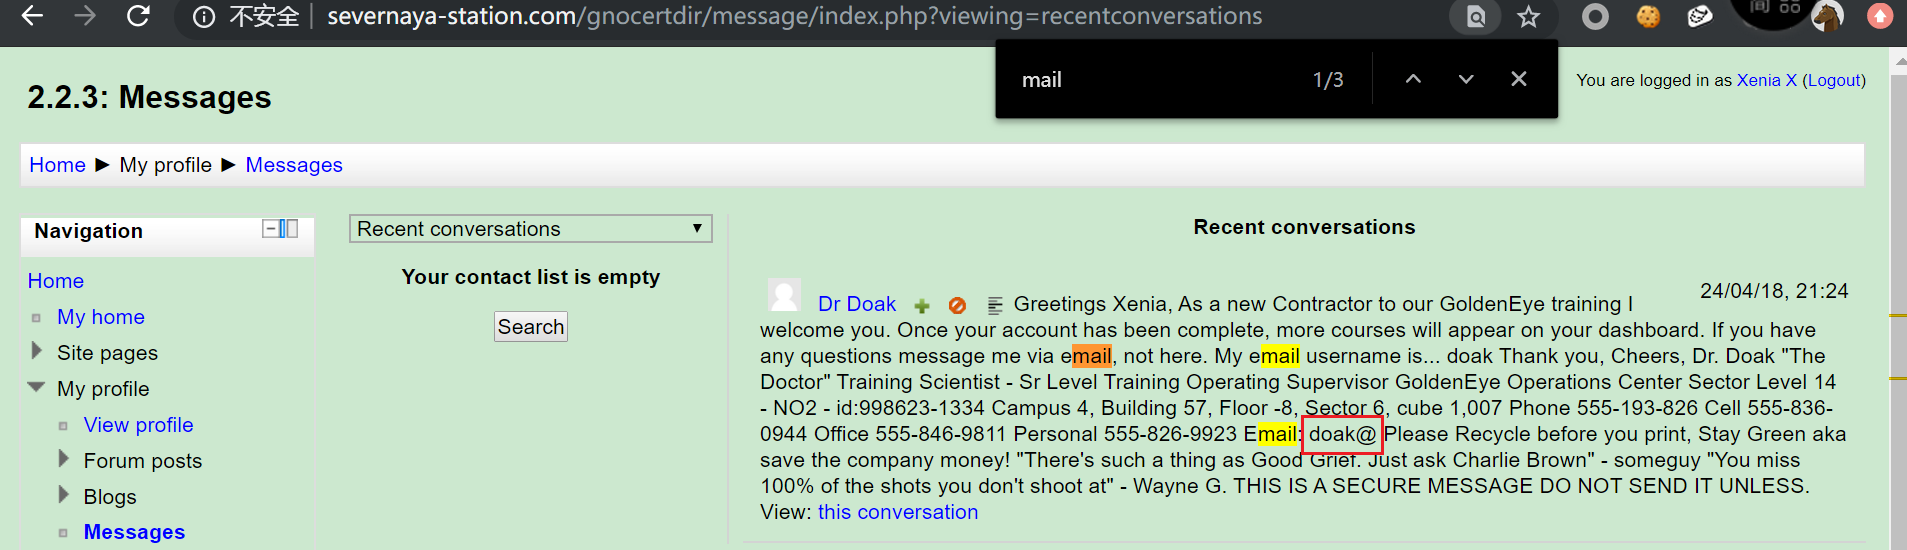 不安全 severnaya-station.com/gnocertdir/message/index.php?viewing=recentconversations
mail 1/3
You are logged in as Xenia X (Logout)
2.2.3: Messages
Home ► My profile ► Messages
Navigation
Home
My home
Site pages
My profile
View profile
Forum posts
Blogs
Messages
Recent conversations
Your contact list is empty
Search
Recent conversations
24/04/18, 21:24
Dr Doak Greetings Xenia, As a new Contractor to our GoldenEye training I
welcome you. Once your account has been complete, more courses will appear on your dashboard. If you have
any questions message me via email, not here. My email username is... doak Thank you, Cheers, Dr. Doak "The
Doctor" Training Scientist - Sr Level Training Operating Supervisor GoldenEye Operations Center Sector Level 14
- NO2 - id:998623-1334 Campus 4, Building 57, Floor -8, Sector 6, cube 1,007 Phone 555-193-826 Cell 555-836-
0944 Office 555-846-9811 Personal 555-826-9923 Email: doak@ Please Recycle before you print, Stay Green aka
save the company money! "There's such a thing as Good Grief. Just ask Charlie Brown" - someguy "You miss
100% of the shots you don't shoot at" - Wayne G. THIS IS A SECURE MESSAGE DO NOT SEND IT UNLESS.
View: this conversation